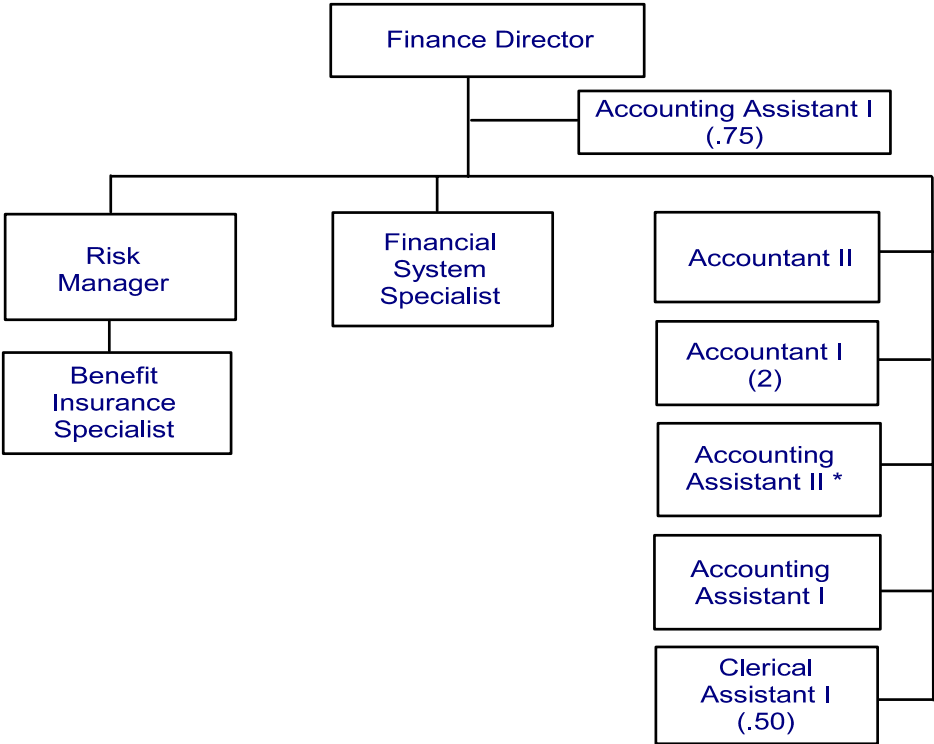 Finance Director
Accounting Assistant I
(.75)
Risk
Manager
Financial
System
Specialist
Accountant II
Benefit
Insurance
Specialist
Accountant I
(2)
Accounting
Assistant II *
Accounting
Assistant I
Clerical
Assistant I
(.50)